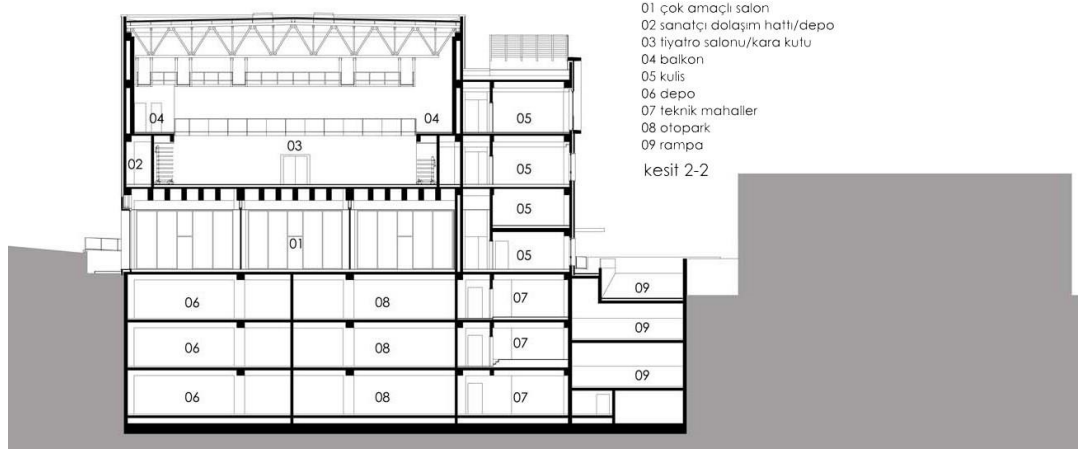 01 çok amaçlı salon
02 sanatçı dolaşım hattı/depo
03 tiyatro salonu/kara kutu
04 balkon
05 kulis
06 depo
07 teknik mahaller
08 otopark
09 rampa
kesit 2-2
04 04 05
02 03 05
05
01 05
06 08 07 09
06 08 07 09
06 08 07 09